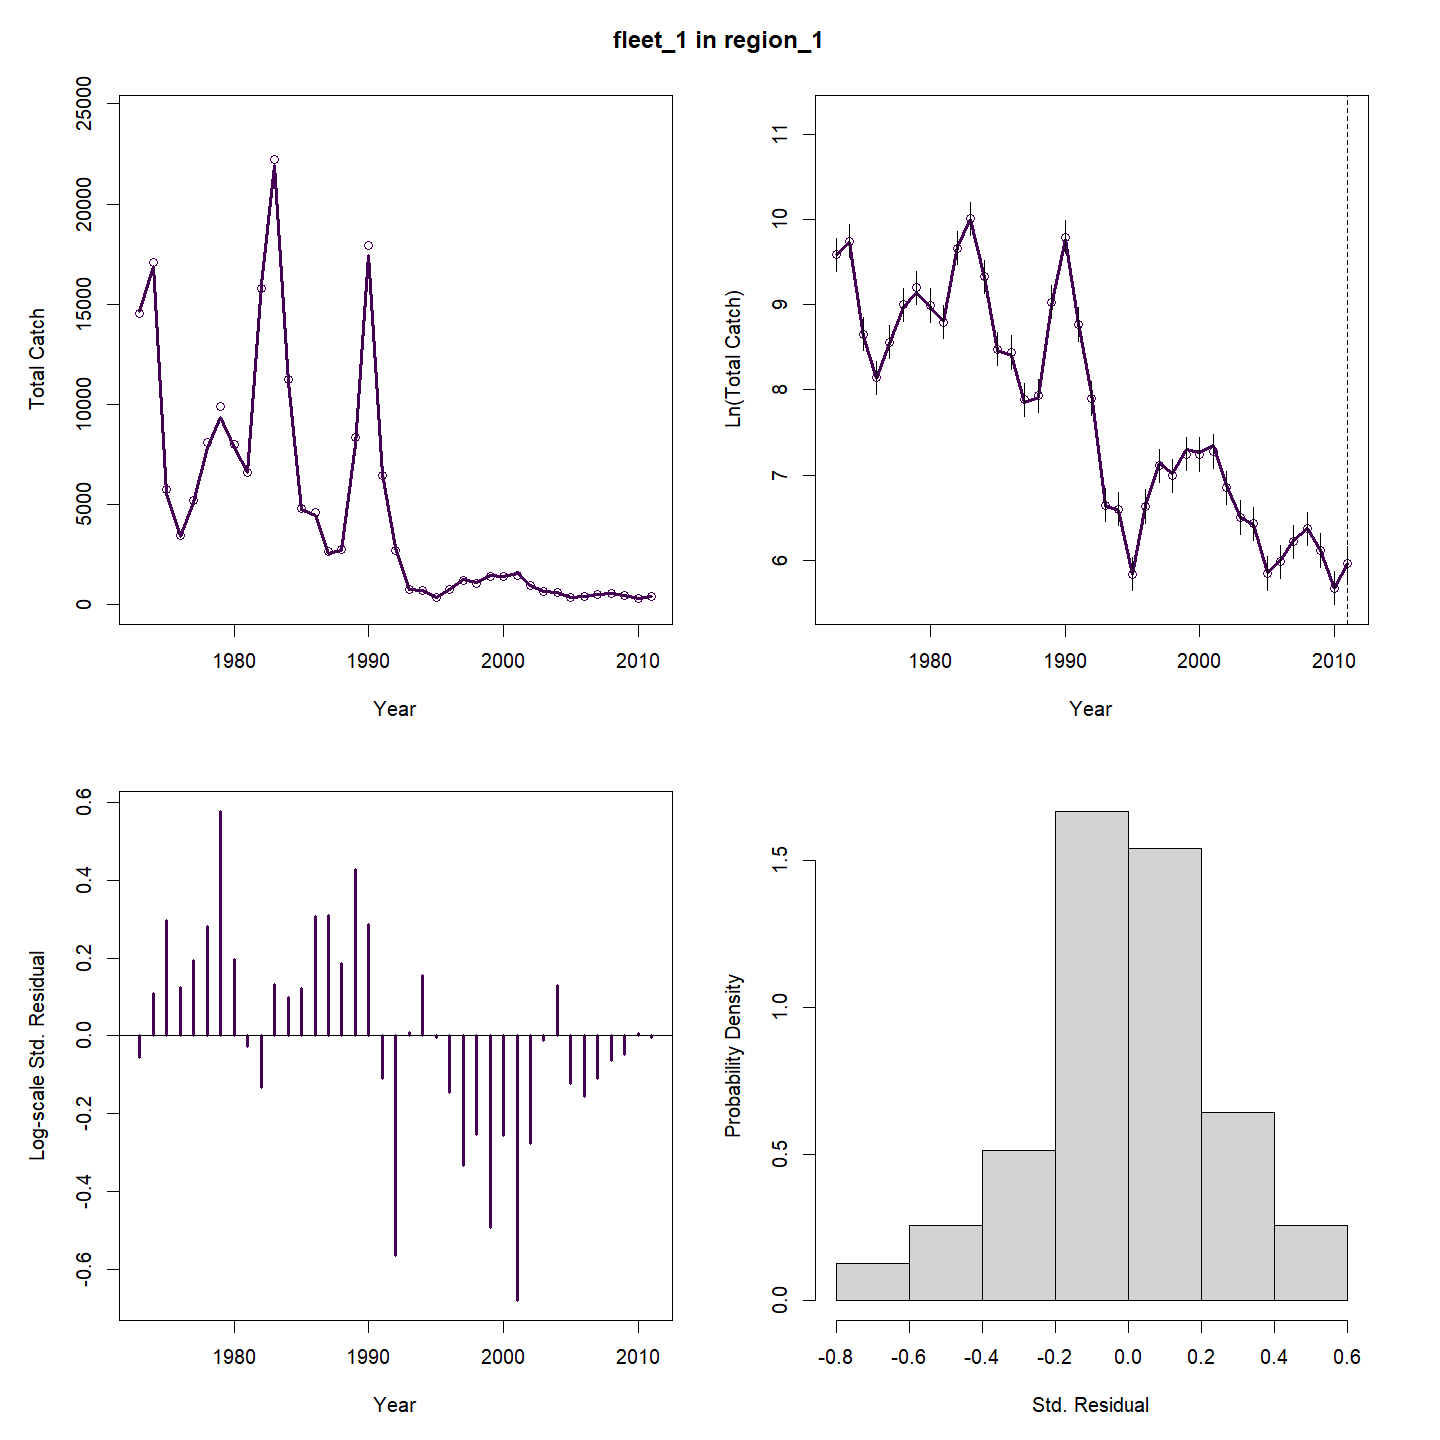 fleet_1 in region_1
25000
20000
15000
10000
5000
0
Total Catch
1980 1990 2000 2010
Year
11
10
9
8
7
6
Ln(Total Catch)
1980 1990 2000 2010
Year
0.6
0.4
0.2
0.0
-0.2
-0.4
-0.6
Log-scale Std. Residual
1980 1990 2000 2010
Year
1.5
1.0
0.5
0.0
Probability Density
-0.8 -0.6 -0.4 -0.2 0.0 0.2 0.4 0.6
Std. Residual